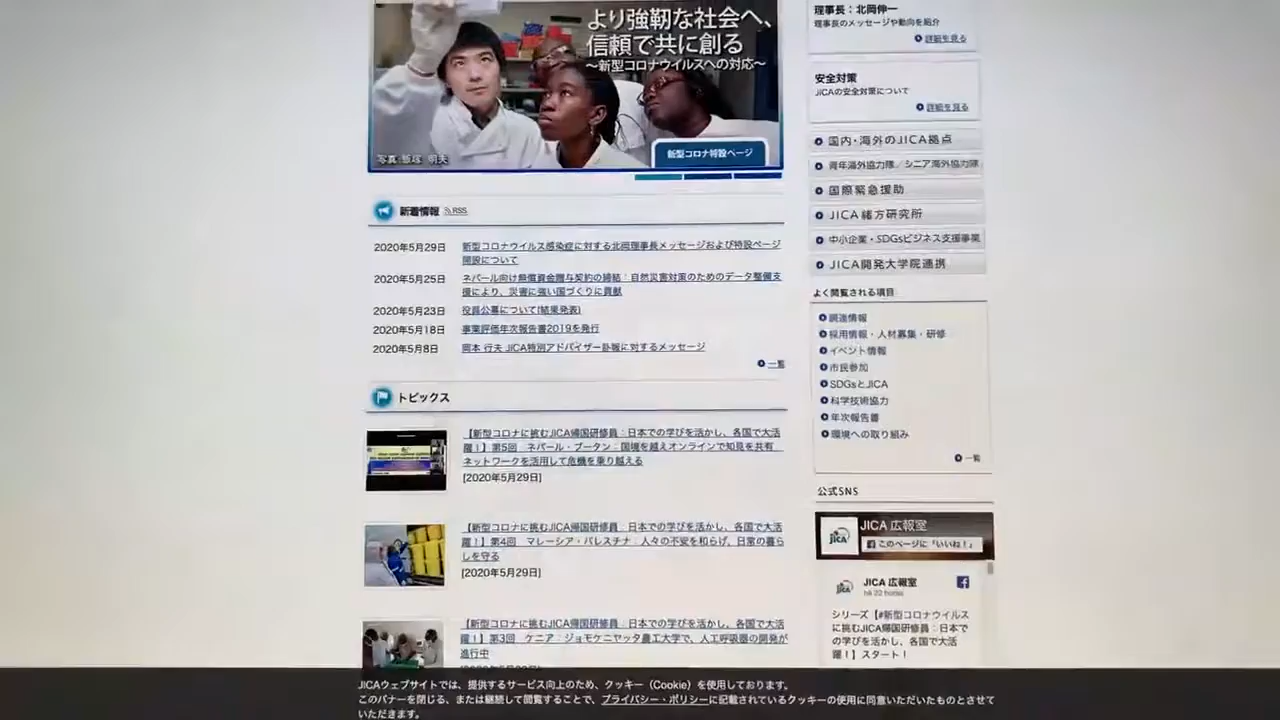 より強靭な社会へ、
信頼で共に創る
～新型コロナウイルスへの対応～
写真:飯塚 明夫
新型コロナ特設ページ
新着情報 RSS
2020年5月29日 新型コロナウイルス感染症に対する北岡理事長メッセージおよび特設ページ
開設について
2020年5月25日 ネパール向け無償資金贈与契約の締結：自然災害対策のためのデータ整備支
援により、災害に強い国づくりに貢献
2020年5月23日 役員公募について(結果発表)
2020年5月18日 事業評価年次報告書2019を発行
2020年5月8日 岡本 行夫 JICA特別アドバイザー訃報に対するメッセージ
一覧
トピックス
【新型コロナに挑むJICA帰国研修員：日本での学びを活かし、各国で大活
躍！】第5回 ネパール・ブータン：国境を越えオンラインで知見を共有
ネットワークを活用して危機を乗り越える
[2020年5月29日]
【新型コロナに挑むJICA帰国研修員：日本での学びを活かし、各国で大活
躍！】第4回 マレーシア・パレスチナ：人々の不安を和らげ、日常の暮ら
しを守る
[2020年5月29日]
【新型コロナに挑むJICA帰国研修員：日本での学びを活かし、各国で大活
躍！】第3回 ケニア：ジョモケニヤッタ農工大学で、人工呼吸器の開発が
進行中
理事長：北岡伸一
理事長のメッセージや動向を紹介
詳細を見る
安全対策
JICAの安全対策について
詳細を見る
国内・海外のJICA拠点
青年海外協力隊／シニア海外協力隊
国際緊急援助
JICA緒方研究所
中小企業・SDGsビジネス支援事業
JICA開発大学院連携
よく閲覧される項目
調達情報
採用情報・人材募集・研修
イベント情報
市民参加
SDGsとJICA
科学技術協力
年次報告書
環境への取り組み
一覧
公式SNS
jICA
JICA 広報室
このページに「いいね！」
jICA
JICA 広報室
há 22 horas
シリーズ【#新型コロナウイルス
に挑むJICA帰国研修員：日本で
の学びを活かし、各国で大活
躍！】スタート！
JICAウェブサイトでは、提供するサービス向上のため、クッキー（Cookie）を使用しております。
このバナーを閉じる、または継続して閲覧することで、プライバシー・ポリシーに記載されているクッキーの使用に同意いただいたものとさせて
いただきます。